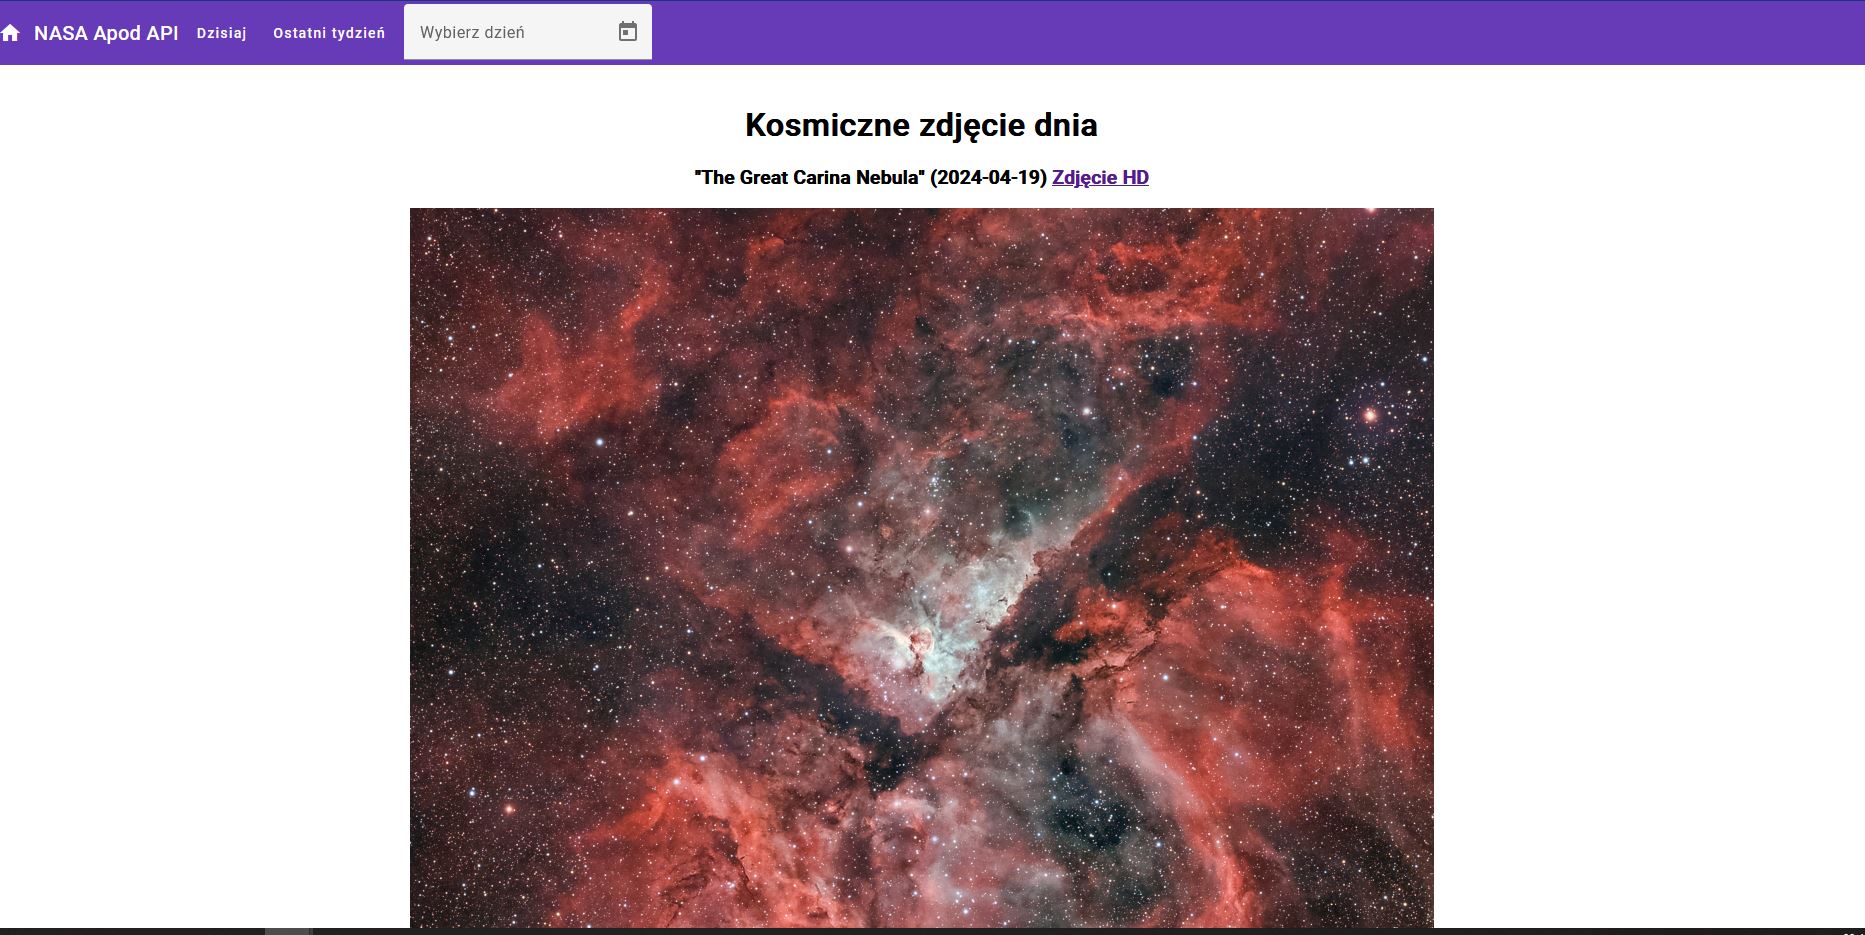 NASA Apod API Dzisiaj Ostatni tydzień Wybierz dzień
Kosmiczne zdjęcie dnia
"The Great Carina Nebula" (2024-04-19) Zdjęcie HD